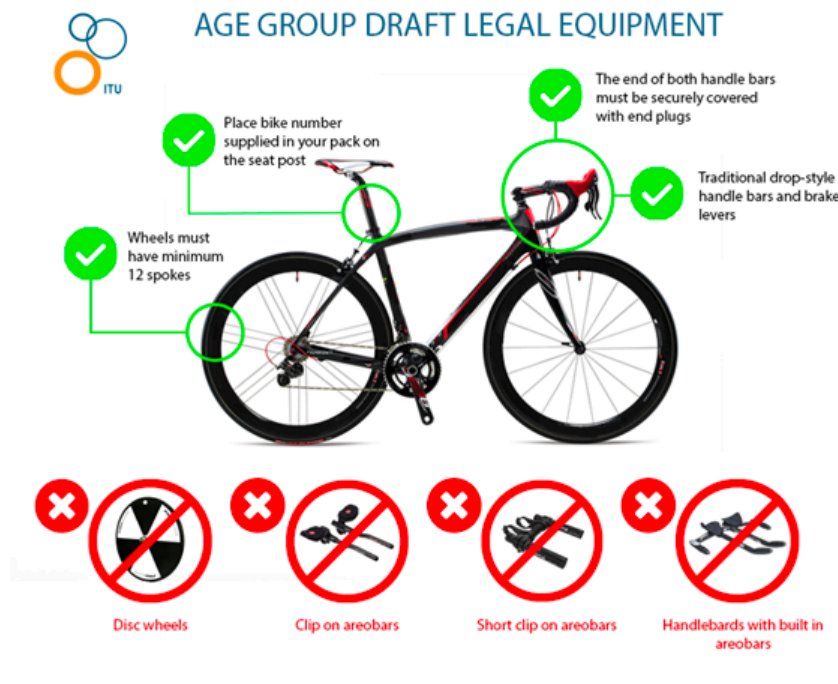 AGE GROUP DRAFT LEGAL EQUIPMENT
ITU
The end of both handle bars
must be securely covered
with end plugs
Place bike number
supplied in your pack on
the seat post
Traditional drop-style
handle bars and brake
levers
Wheels must
have minimum
12 spokes
Disc wheels
Clip on areobars
Short clip on areobars
Handlebards with built in
areobars